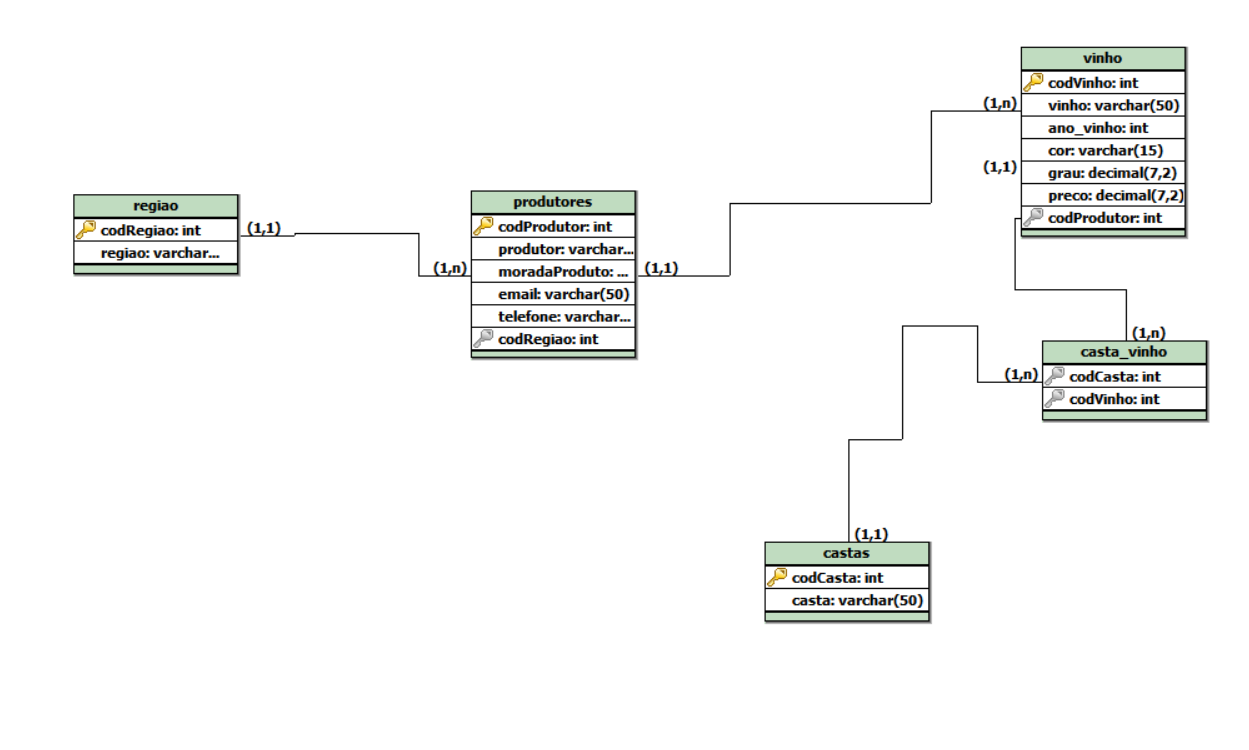 regiao
codRegiao: int
regiao: varchar...
(1,1)
(1,n)
produtores
codProdutor: int
produtor: varchar...
moradaProduto: ...
email: varchar(50)
telefone: varchar...
codRegiao: int
(1,1)
(1,n)
(1,1)
vinho
codVinho: int
vinho: varchar(50)
ano_vinho: int
cor: varchar(15)
grau: decimal(7,2)
preco: decimal(7,2)
codProdutor: int
(1,n)
(1,n)
casta_vinho
codCasta: int
codVinho: int
(1,1)
castas
codCasta: int
casta: varchar(50)